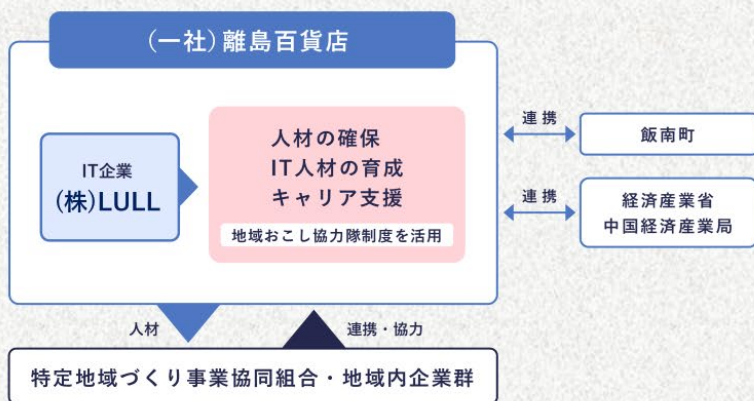 (一社)離島百貨店
IT企業
(株)LULL
人材の確保
IT人材の育成
キャリア支援
地域おこし協力隊制度を活用
連携
飯南町
連携
経済産業省
中国経済産業局
人材
連携・協力
特定地域づくり事業協同組合・地域内企業群